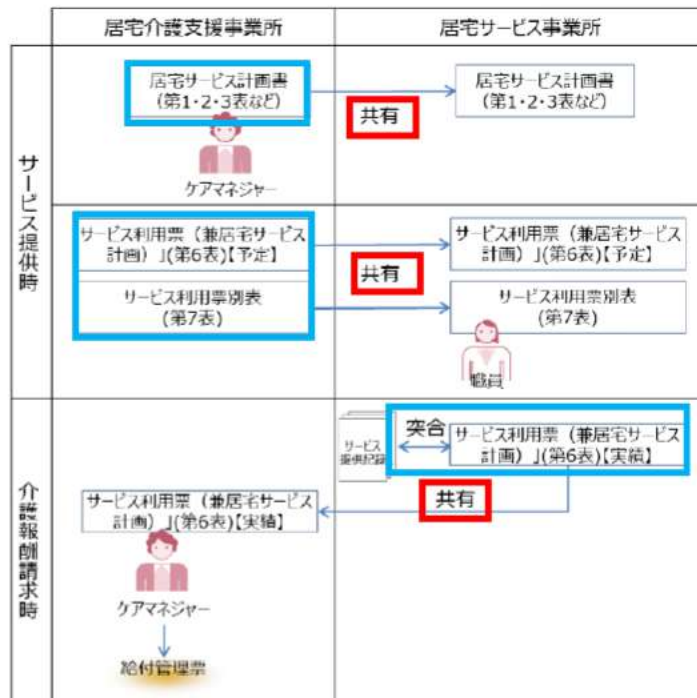 居宅介護支援事業所
居宅サービス事業所
サービス提供時
居宅サービス計画書
(第1・2・3表など)
共有
居宅サービス計画書
(第1・2・3表など)
ケアマネジャー
サービス利用票（兼居宅サービス
計画）」(第6表)【予定】
共有
サービス利用票（兼居宅サービス
計画）」(第6表)【予定】
サービス利用票別表
(第7表)
サービス利用票別表
(第7表)
職員
介護報酬請求時
サービス
提供記録
突合
サービス利用票（兼居宅サービス
計画）」(第6表)【実績】
共有
サービス利用票（兼居宅サービス
計画）」(第6表)【実績】
ケアマネジャー
給付管理票